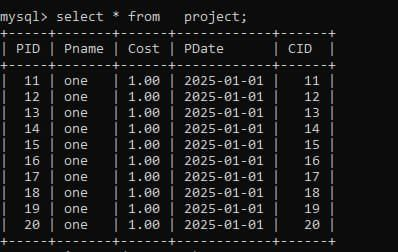 mysql> select * from   project;
+-----+-------+------+------------+------+
| PID | Pname | Cost | PDate      | CID  |
+-----+-------+------+------------+------+
|  11 | one   | 1.00 | 2025-01-01 |   11 |
|  12 | one   | 1.00 | 2025-01-01 |   12 |
|  13 | one   | 1.00 | 2025-01-01 |   13 |
|  14 | one   | 1.00 | 2025-01-01 |   14 |
|  15 | one   | 1.00 | 2025-01-01 |   15 |
|  16 | one   | 1.00 | 2025-01-01 |   16 |
|  17 | one   | 1.00 | 2025-01-01 |   17 |
|  18 | one   | 1.00 | 2025-01-01 |   18 |
|  19 | one   | 1.00 | 2025-01-01 |   19 |
|  20 | one   | 1.00 | 2025-01-01 |   20 |
+-----+-------+------+------------+------+